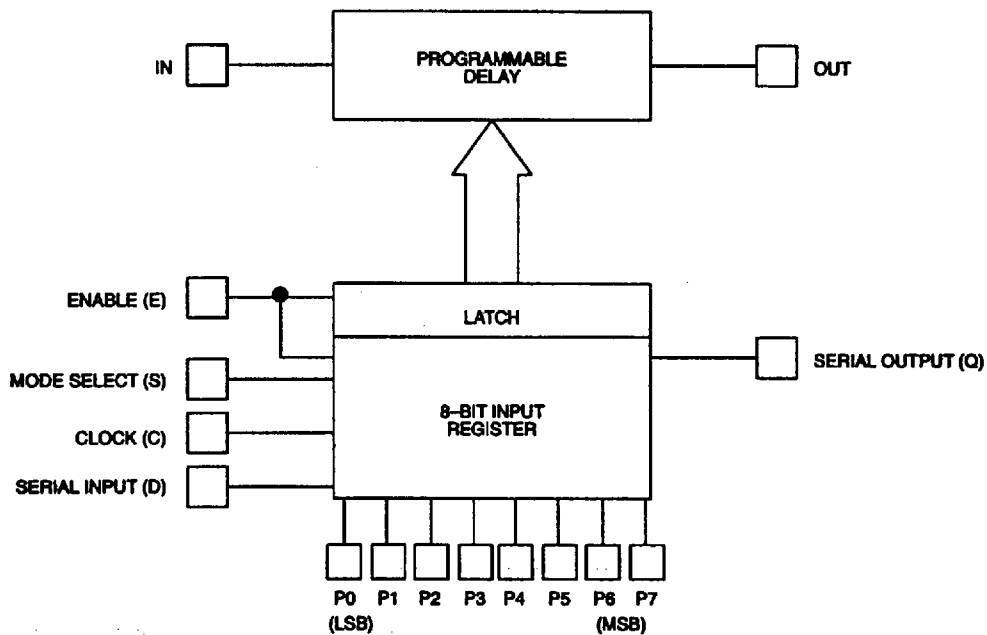 IN
PROGRAMMABLE
DELAY
OUT
ENABLE (E)
LATCH
MODE SELECT (S)
SERIAL OUTPUT (Q)
8–BIT INPUT
REGISTER
CLOCK (C)
SERIAL INPUT (D)
P0 P1 P2 P3 P4 P5 P6 P7
(LSB) (MSB)